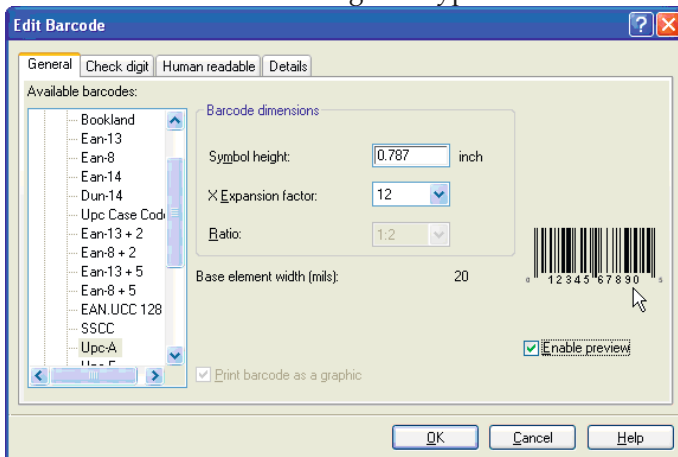 Edit Barcode
General Check digit Human readable Details
Available barcodes:
Bookland
Ean-13
Ean-8
Ean-14
Dun-14
Upc Case Code
Ean-13 + 2
Ean-8 + 2
Ean-13 + 5
Ean-8 + 5
EAN.UCC 128
SSCC
Upc-A
Barcode dimensions
Symbol height: 0.787 inch
X Expansion factor: 12
Ratio: 1:2
Base element width (mils): 20
0 12345 67890 5
Enable preview
Print barcode as a graphic
OK Cancel Help